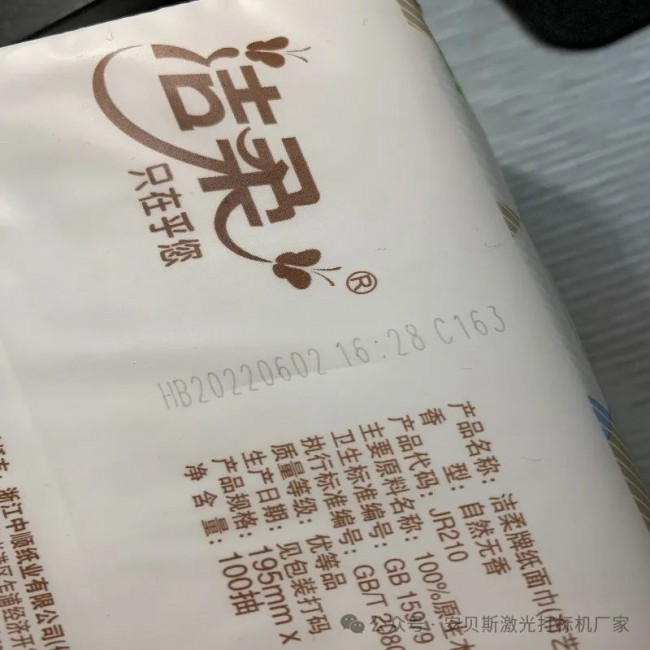 洁柔®
只在乎您
HB20220602 16:28 C163
产品名称：洁柔牌纸面巾(艺
香 型：自然无香
产品代码：JR210
主要原料名称：100%原生木
卫生标准编号：GB 15979
执行标准编号：GB/T 2080
质量等级：优等品
生产日期：见包装打码
产品规格：195mm X
净含量：100抽
浙江中顺纸业有限公司(
公众号 · 安贝斯激光打标机厂家